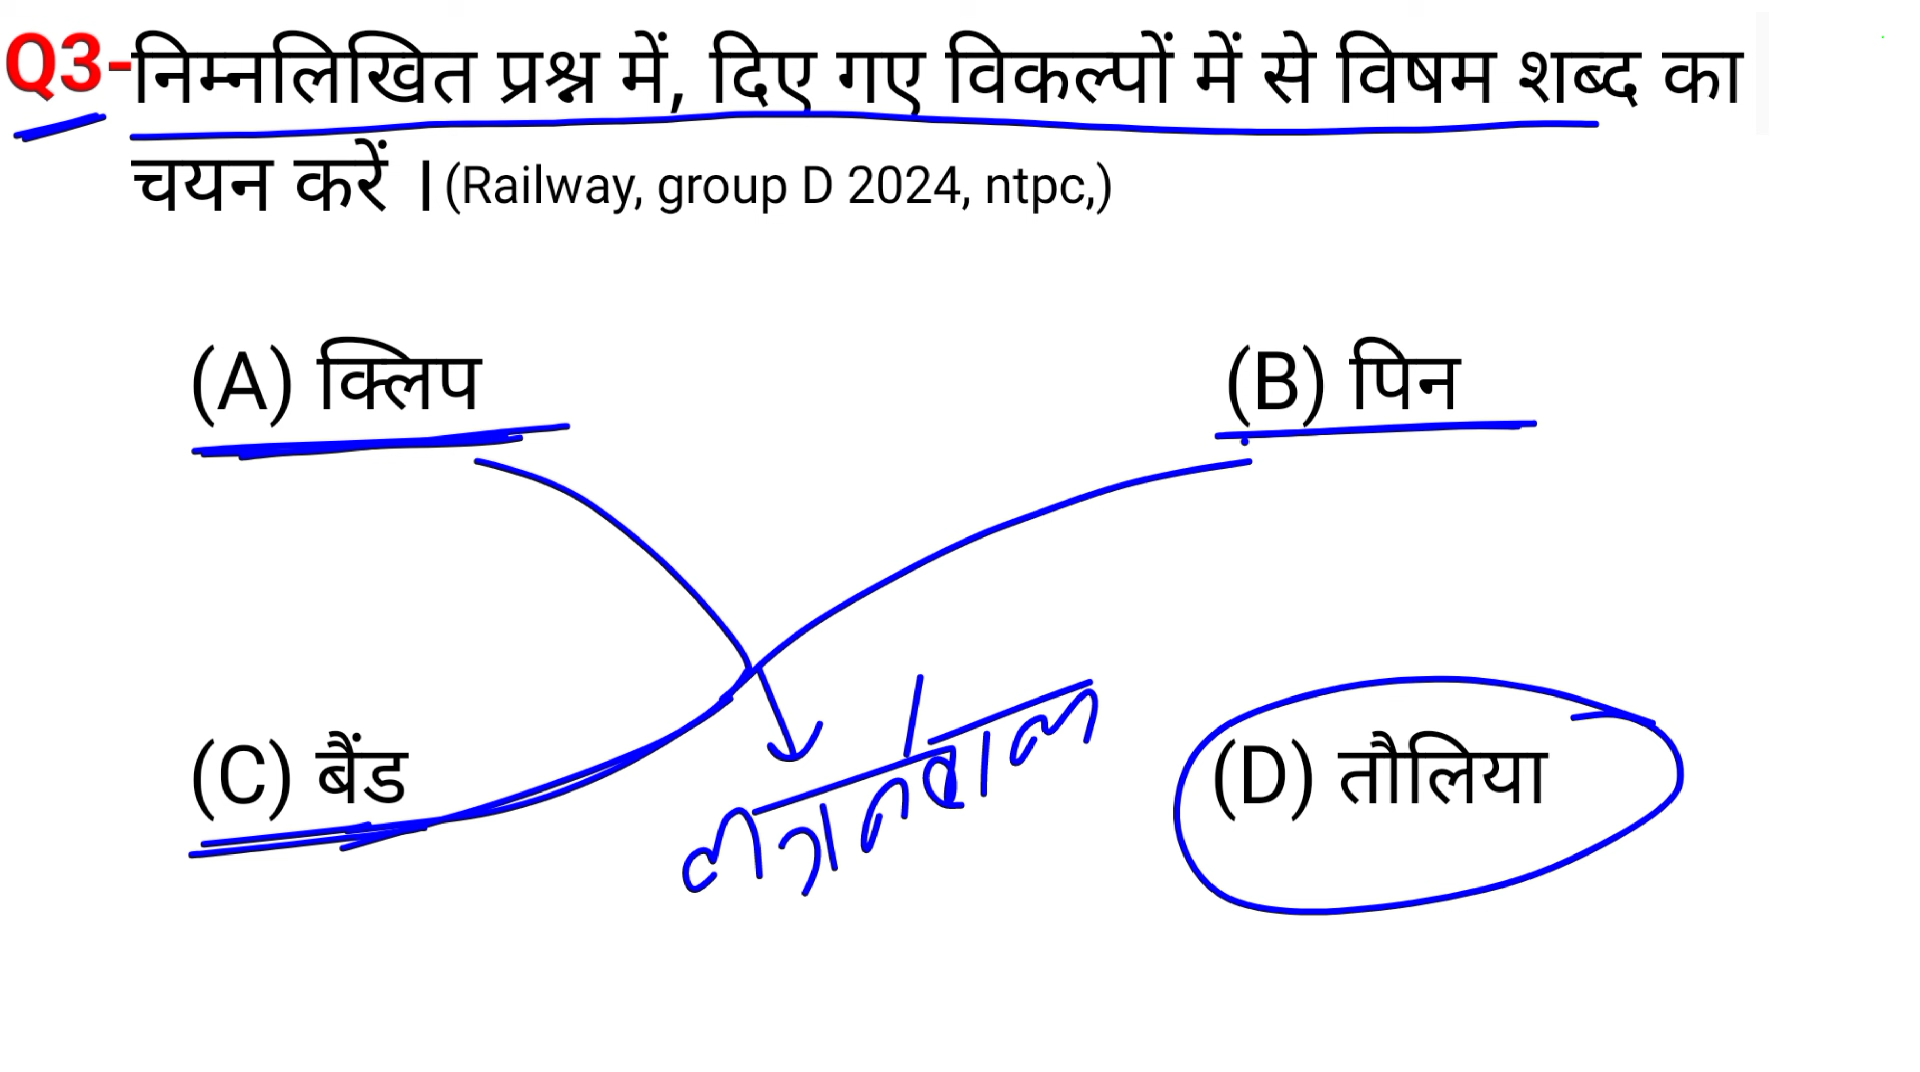 Q3-निम्नलिखित प्रश्न में, दिए गए विकल्पों में से विषम शब्द का
चयन करें ।(Railway, group D 2024, ntpc,)
(A) क्लिप
(B) पिन
(C) बैंड
(D) तौलिया